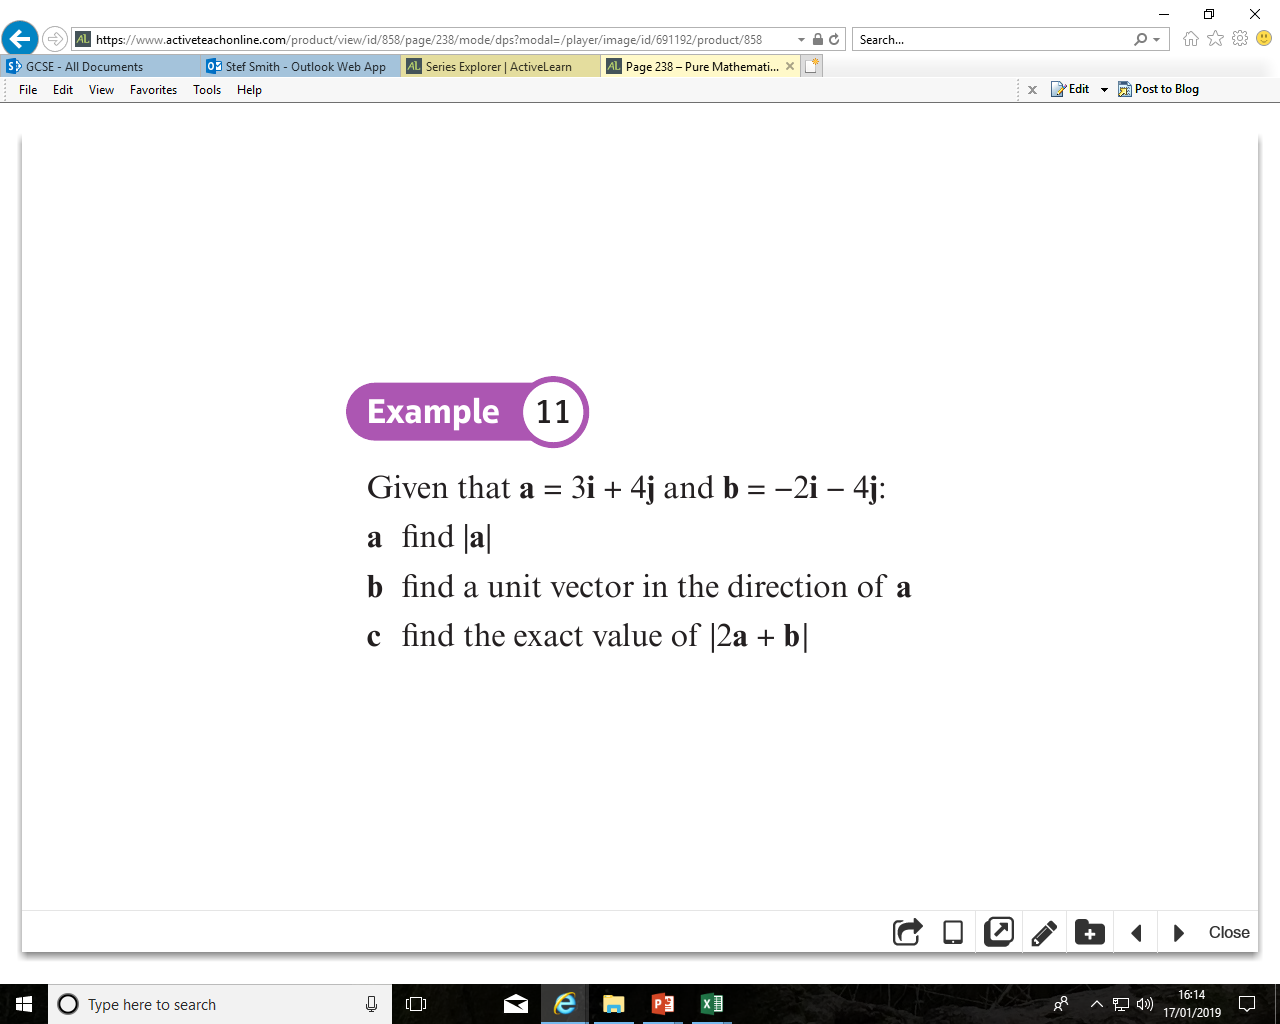 https://www.activeteachonline.com/product/view/id/858/page/238/mode/dps?modal=/player/image/id/691192/product/858
Search...
GCSE - All Documents
Stef Smith - Outlook Web App
AL Series Explorer | ActiveLearn
AL Page 238 – Pure Mathemati...
File Edit View Favorites Tools Help
x Edit Post to Blog
Example 11
Given that a = 3i + 4j and b = −2i − 4j:
a find |a|
b find a unit vector in the direction of a
c find the exact value of |2a + b|
Close
Type here to search
16:14
17/01/2019